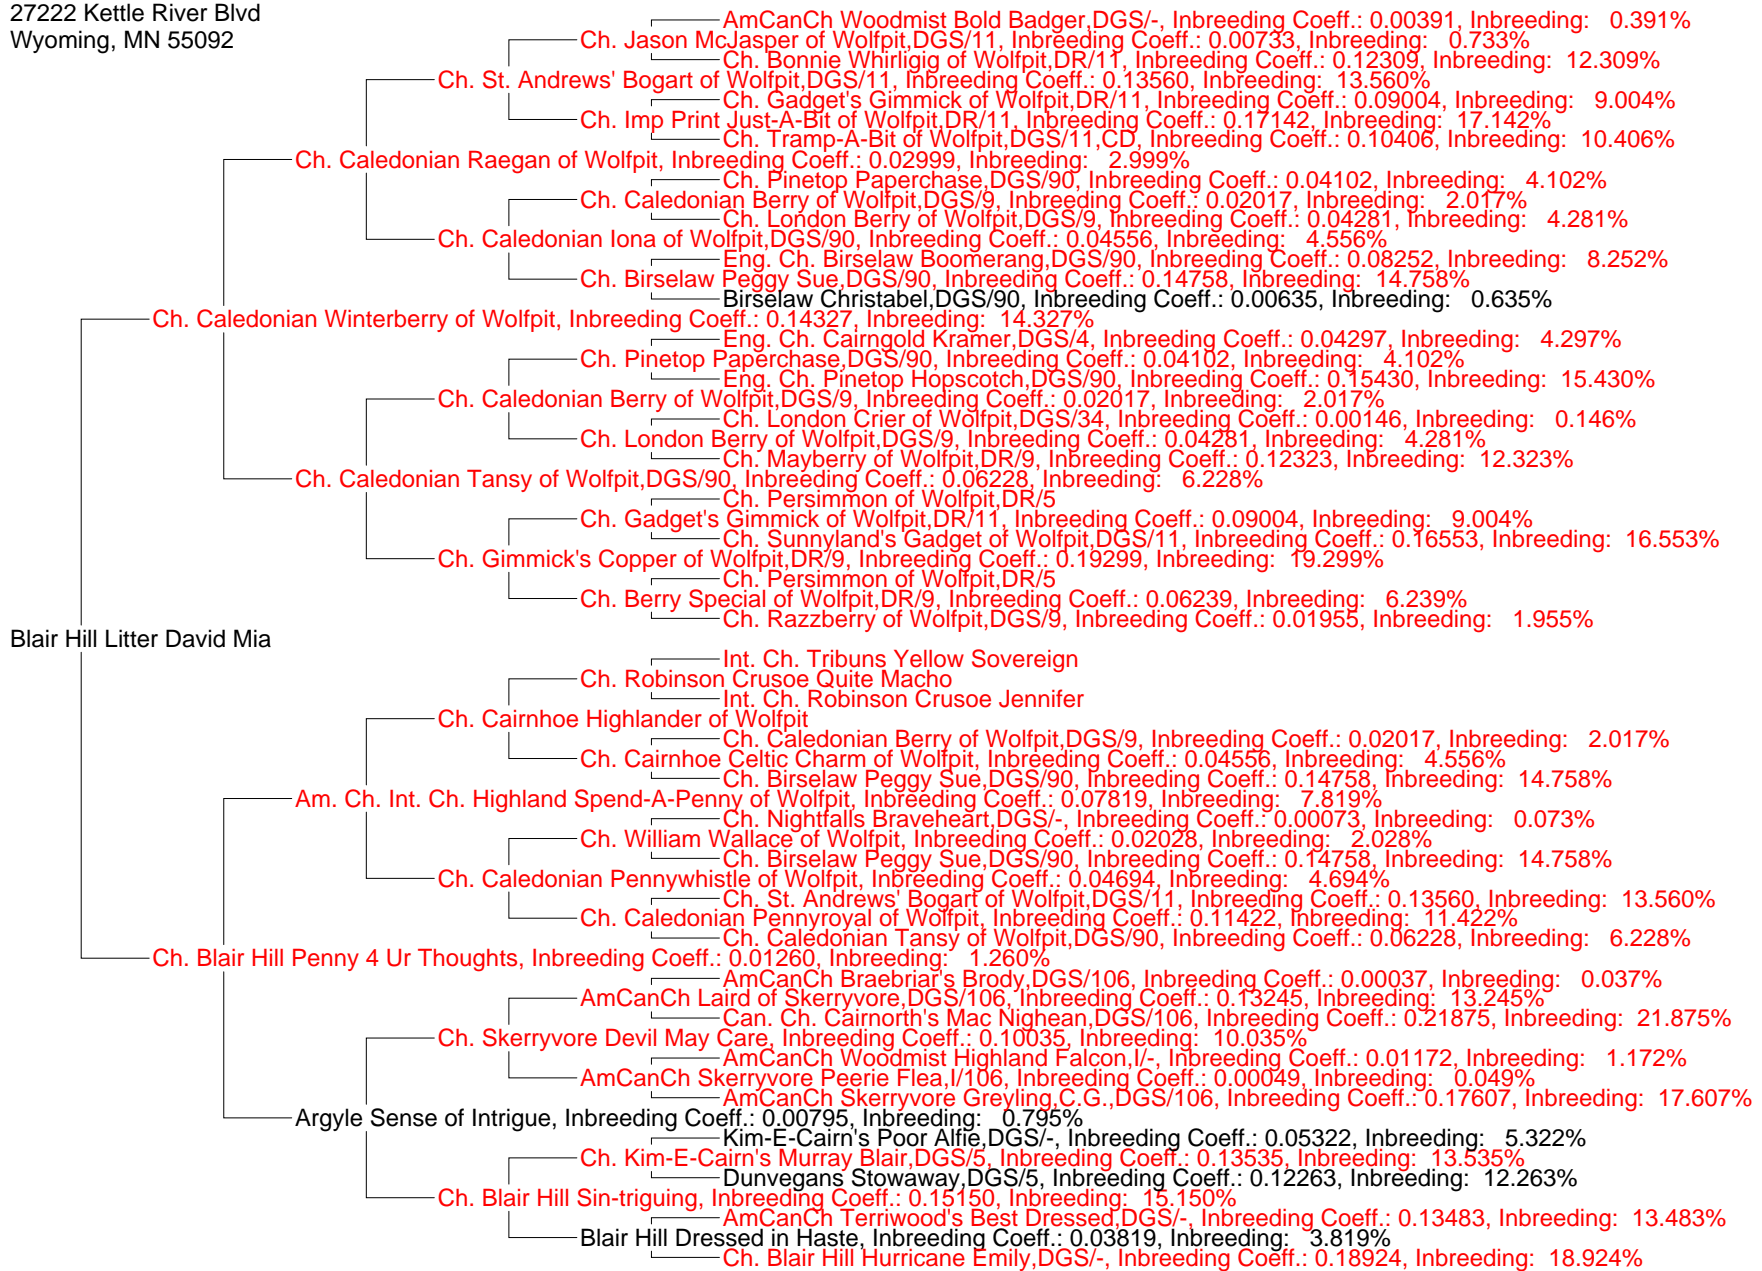 27222 Kettle River Blvd
Wyoming, MN 55092
AmCanCh Woodmist Bold Badger,DGS/-, Inbreeding Coeff.: 0.00391, Inbreeding: 0.391%
Ch. Jason McJasper of Wolfpit,DGS/11, Inbreeding Coeff.: 0.00733, Inbreeding: 0.733%
Ch. Bonnie Whirligig of Wolfpit,DR/11, Inbreeding Coeff.: 0.12309, Inbreeding: 12.309%
Ch. St. Andrews' Bogart of Wolfpit,DGS/11, Inbreeding Coeff.: 0.13560, Inbreeding: 13.560%
Ch. Gadget's Gimmick of Wolfpit,DR/11, Inbreeding Coeff.: 0.09004, Inbreeding: 9.004%
Ch. Imp Print Just-A-Bit of Wolfpit,DR/11, Inbreeding Coeff.: 0.17142, Inbreeding: 17.142%
Ch. Tramp-A-Bit of Wolfpit,DGS/11,CD, Inbreeding Coeff.: 0.10406, Inbreeding: 10.406%
Ch. Caledonian Raegan of Wolfpit, Inbreeding Coeff.: 0.02999, Inbreeding: 2.999%
Ch. Pinetop Paperchase,DGS/90, Inbreeding Coeff.: 0.04102, Inbreeding: 4.102%
Ch. Caledonian Berry of Wolfpit,DGS/9, Inbreeding Coeff.: 0.02017, Inbreeding: 2.017%
Ch. London Berry of Wolfpit,DGS/9, Inbreeding Coeff.: 0.04281, Inbreeding: 4.281%
Ch. Caledonian Iona of Wolfpit,DGS/90, Inbreeding Coeff.: 0.04556, Inbreeding: 4.556%
Eng. Ch. Birselaw Boomerang,DGS/90, Inbreeding Coeff.: 0.08252, Inbreeding: 8.252%
Ch. Birselaw Peggy Sue,DGS/90, Inbreeding Coeff.: 0.14758, Inbreeding: 14.758%
Birselaw Christabel,DGS/90, Inbreeding Coeff.: 0.00635, Inbreeding: 0.635%
Ch. Caledonian Winterberry of Wolfpit, Inbreeding Coeff.: 0.14327, Inbreeding: 14.327%
Eng. Ch. Cairngold Kramer,DGS/4, Inbreeding Coeff.: 0.04297, Inbreeding: 4.297%
Ch. Pinetop Paperchase,DGS/90, Inbreeding Coeff.: 0.04102, Inbreeding: 4.102%
Eng. Ch. Pinetop Hopscotch,DGS/90, Inbreeding Coeff.: 0.15430, Inbreeding: 15.430%
Ch. Caledonian Berry of Wolfpit,DGS/9, Inbreeding Coeff.: 0.02017, Inbreeding: 2.017%
Ch. London Crier of Wolfpit,DGS/34, Inbreeding Coeff.: 0.00146, Inbreeding: 0.146%
Ch. London Berry of Wolfpit,DGS/9, Inbreeding Coeff.: 0.04281, Inbreeding: 4.281%
Ch. Mayberry of Wolfpit,DR/9, Inbreeding Coeff.: 0.12323, Inbreeding: 12.323%
Ch. Caledonian Tansy of Wolfpit,DGS/90, Inbreeding Coeff.: 0.06228, Inbreeding: 6.228%
Ch. Persimmon of Wolfpit,DR/5
Ch. Gadget's Gimmick of Wolfpit,DR/11, Inbreeding Coeff.: 0.09004, Inbreeding: 9.004%
Ch. Sunnyland's Gadget of Wolfpit,DGS/11, Inbreeding Coeff.: 0.16553, Inbreeding: 16.553%
Ch. Gimmick's Copper of Wolfpit,DR/9, Inbreeding Coeff.: 0.19299, Inbreeding: 19.299%
Ch. Persimmon of Wolfpit,DR/5
Ch. Berry Special of Wolfpit,DR/9, Inbreeding Coeff.: 0.06239, Inbreeding: 6.239%
Ch. Razzberry of Wolfpit,DGS/9, Inbreeding Coeff.: 0.01955, Inbreeding: 1.955%
Blair Hill Litter David Mia
Int. Ch. Tribuns Yellow Sovereign
Ch. Robinson Crusoe Quite Macho
Int. Ch. Robinson Crusoe Jennifer
Ch. Cairnhoe Highlander of Wolfpit
Ch. Caledonian Berry of Wolfpit,DGS/9, Inbreeding Coeff.: 0.02017, Inbreeding: 2.017%
Ch. Cairnhoe Celtic Charm of Wolfpit, Inbreeding Coeff.: 0.04556, Inbreeding: 4.556%
Ch. Birselaw Peggy Sue,DGS/90, Inbreeding Coeff.: 0.14758, Inbreeding: 14.758%
Am. Ch. Int. Ch. Highland Spend-A-Penny of Wolfpit, Inbreeding Coeff.: 0.07819, Inbreeding: 7.819%
Ch. Nightfalls Braveheart,DGS/-, Inbreeding Coeff.: 0.00073, Inbreeding: 0.073%
Ch. William Wallace of Wolfpit, Inbreeding Coeff.: 0.02028, Inbreeding: 2.028%
Ch. Birselaw Peggy Sue,DGS/90, Inbreeding Coeff.: 0.14758, Inbreeding: 14.758%
Ch. Caledonian Pennywhistle of Wolfpit, Inbreeding Coeff.: 0.04694, Inbreeding: 4.694%
Ch. St. Andrews' Bogart of Wolfpit,DGS/11, Inbreeding Coeff.: 0.13560, Inbreeding: 13.560%
Ch. Caledonian Pennyroyal of Wolfpit, Inbreeding Coeff.: 0.11422, Inbreeding: 11.422%
Ch. Caledonian Tansy of Wolfpit,DGS/90, Inbreeding Coeff.: 0.06228, Inbreeding: 6.228%
Ch. Blair Hill Penny 4 Ur Thoughts, Inbreeding Coeff.: 0.01260, Inbreeding: 1.260%
AmCanCh Braebriar's Brody,DGS/106, Inbreeding Coeff.: 0.00037, Inbreeding: 0.037%
AmCanCh Laird of Skerryvore,DGS/106, Inbreeding Coeff.: 0.13245, Inbreeding: 13.245%
Can. Ch. Cairnorth's Mac Nighean,DGS/106, Inbreeding Coeff.: 0.21875, Inbreeding: 21.875%
Ch. Skerryvore Devil May Care, Inbreeding Coeff.: 0.10035, Inbreeding: 10.035%
AmCanCh Woodmist Highland Falcon,I/-, Inbreeding Coeff.: 0.01172, Inbreeding: 1.172%
AmCanCh Skerryvore Peerie Flea,I/106, Inbreeding Coeff.: 0.00049, Inbreeding: 0.049%
AmCanCh Skerryvore Greyling,C.G.,DGS/106, Inbreeding Coeff.: 0.17607, Inbreeding: 17.607%
Argyle Sense of Intrigue, Inbreeding Coeff.: 0.00795, Inbreeding: 0.795%
Kim-E-Cairn's Poor Alfie,DGS/-, Inbreeding Coeff.: 0.05322, Inbreeding: 5.322%
Ch. Kim-E-Cairn's Murray Blair,DGS/5, Inbreeding Coeff.: 0.13535, Inbreeding: 13.535%
Dunvegans Stowaway,DGS/5, Inbreeding Coeff.: 0.12263, Inbreeding: 12.263%
Ch. Blair Hill Sin-triguing, Inbreeding Coeff.: 0.15150, Inbreeding: 15.150%
AmCanCh Terriwood's Best Dressed,DGS/-, Inbreeding Coeff.: 0.13483, Inbreeding: 13.483%
Blair Hill Dressed in Haste, Inbreeding Coeff.: 0.03819, Inbreeding: 3.819%
Ch. Blair Hill Hurricane Emily,DGS/-, Inbreeding Coeff.: 0.18924, Inbreeding: 18.924%